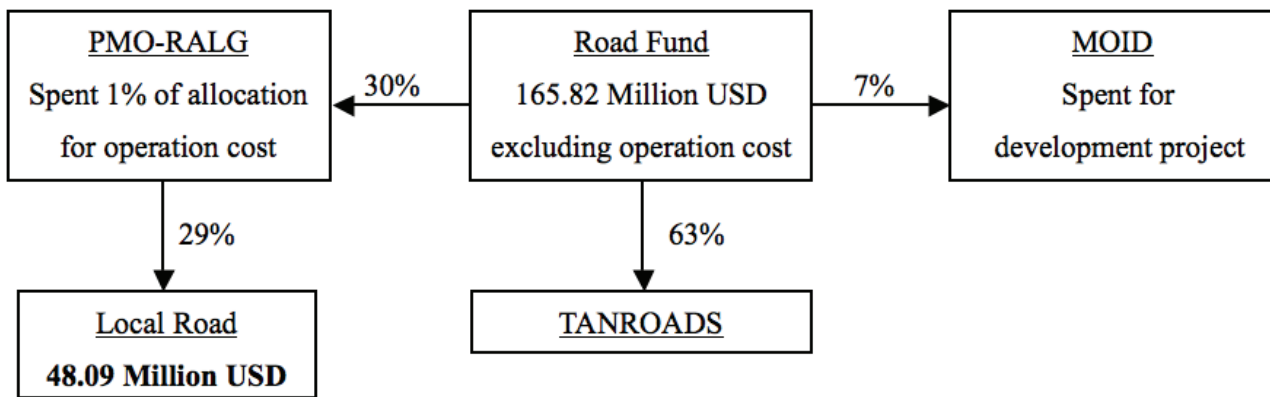 PMO-RALG
Spent 1% of allocation
for operation cost
30%
Road Fund
165.82 Million USD
excluding operation cost
7%
MOID
Spent for
development project
29%
63%
Local Road
48.09 Million USD
TANROADS